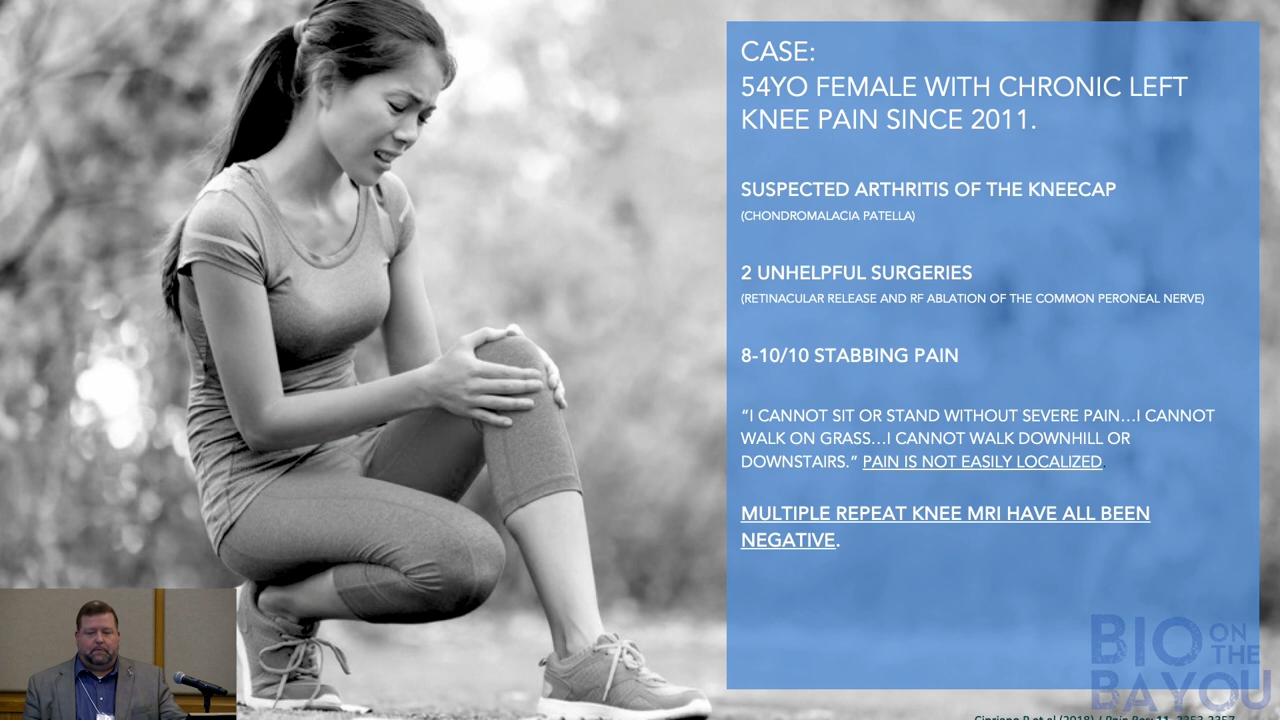 CASE:
54YO FEMALE WITH CHRONIC LEFT
KNEE PAIN SINCE 2011.
SUSPECTED ARTHRITIS OF THE KNEECAP
(CHONDROMALACIA PATELLA)
2 UNHELPFUL SURGERIES
(RETINACULAR RELEASE AND RF ABLATION OF THE COMMON PERONEAL NERVE)
8-10/10 STABBING PAIN
“I CANNOT SIT OR STAND WITHOUT SEVERE PAIN…I CANNOT
WALK ON GRASS…I CANNOT WALK DOWNHILL OR
DOWNSTAIRS.” PAIN IS NOT EASILY LOCALIZED.
MULTIPLE REPEAT KNEE MRI HAVE ALL BEEN
NEGATIVE.
BIO ON THE
BAYOU